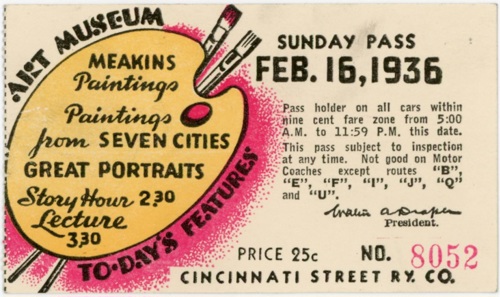 ART MUSEUM
MEAKINS
Paintings
Paintings
from SEVEN CITIES
GREAT PORTRAITS
Story Hour 2 30
Lecture
3 30
TO-DAY'S FEATURES
SUNDAY PASS
FEB. 16, 1936
Pass holder on all cars within
nine cent fare zone from 5:00
A.M. to 11:59 P.M. this date.
This pass subject to inspection
at any time. Not good on Motor
Coaches except routes "B",
"E", "F", "I", "J", "Q"
and "U".
Walter A Draper
President.
PRICE 25c
NO. 8052
CINCINNATI STREET RY. CO.